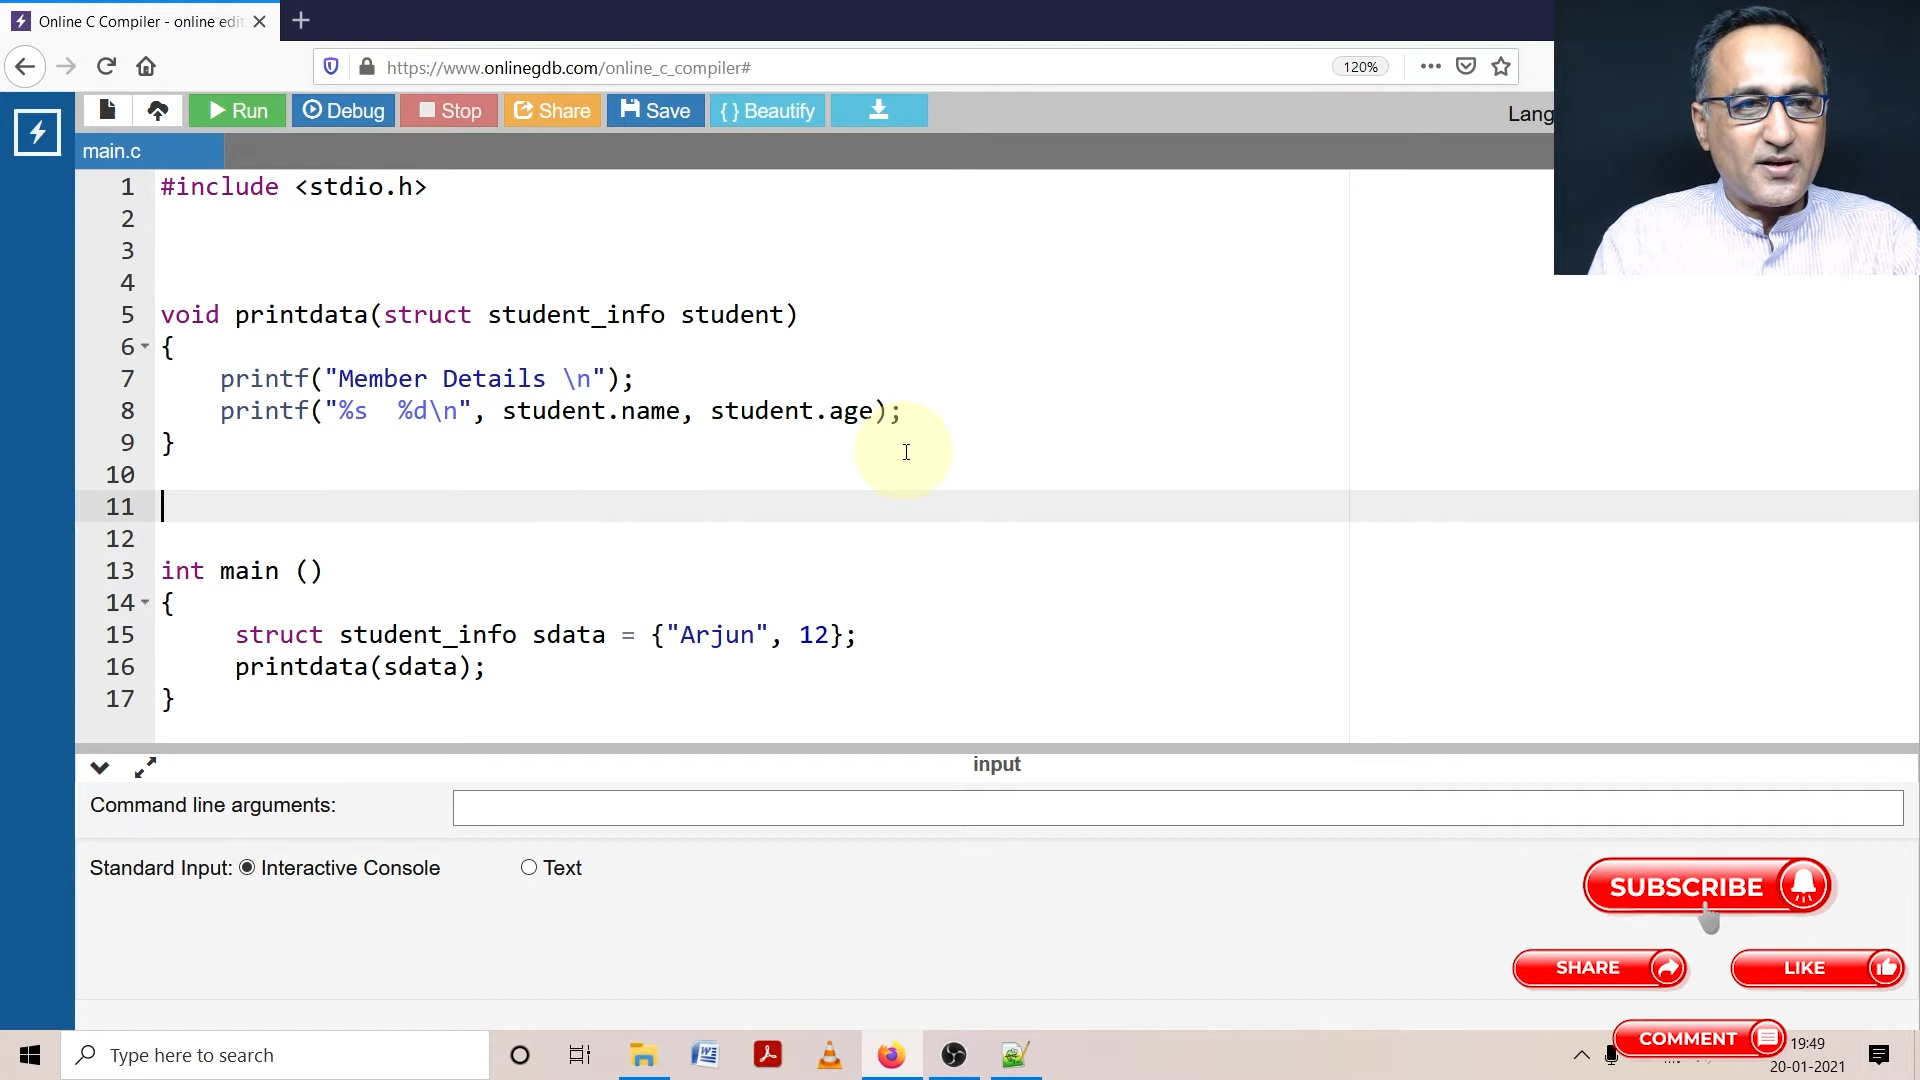 Online C Compiler - online edit
https://www.onlinegdb.com/online_c_compiler#
120%
Run
Debug
Stop
Share
Save
{ } Beautify
Lang
main.c
1 #include <stdio.h>
2
3
4
5 void printdata(struct student_info student)
6 {
7 printf("Member Details \n");
8 printf("%s  %d\n", student.name, student.age);
9 }
10
11
12
13 int main ()
14 {
15 struct student_info sdata = {"Arjun", 12};
16 printdata(sdata);
17 }
input
Command line arguments:
Standard Input: Interactive Console Text
SUBSCRIBE
SHARE
LIKE
COMMENT
Type here to search
19:49
20-01-2021